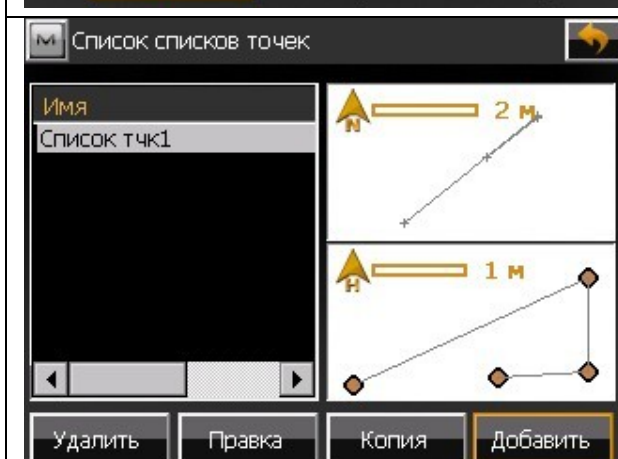 Список списков точек
Имя
Список тчк1
N
2 м
H
1 м
Удалить
Правка
Копия
Добавить